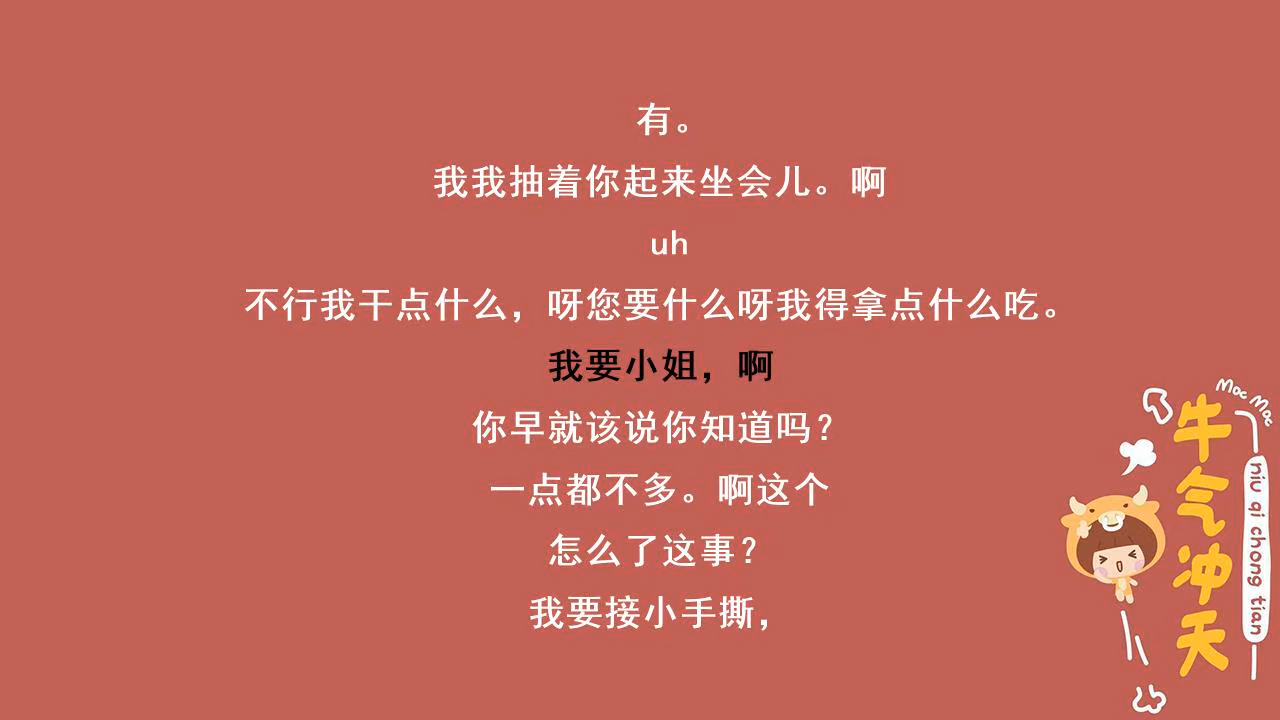 有。
我我抽着你起来坐会儿。啊
uh
不行我干点什么，呀您要什么呀我得拿点什么吃。
我要小姐，啊
你早就该说你知道吗？
一点都不多。啊这个
怎么了这事？
我要接小手撕，
Moc Moc
牛气冲天
niu qi chong tian